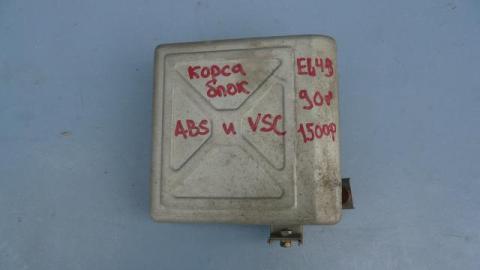 корса
блок
ABS и VSC
EL43
90г
1500р